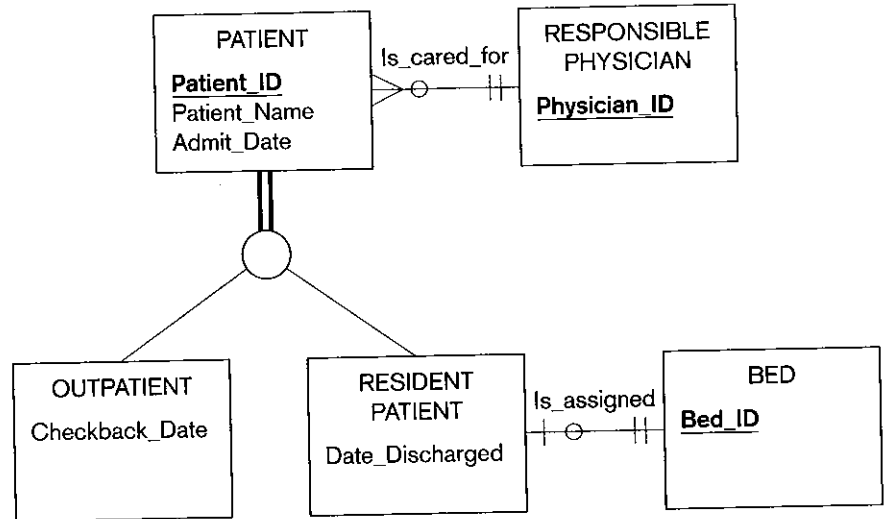 PATIENT
Patient_ID
Patient_Name
Admit_Date
Is_cared_for
RESPONSIBLE
PHYSICIAN
Physician_ID
OUTPATIENT
Checkback_Date
RESIDENT
PATIENT
Date_Discharged
Is_assigned
BED
Bed_ID